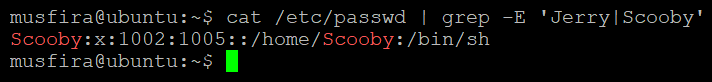 musfira@ubuntu:~$ cat /etc/passwd | grep -E 'Jerry|Scooby'
Scooby:x:1002:1005::/home/Scooby:/bin/sh
musfira@ubuntu:~$